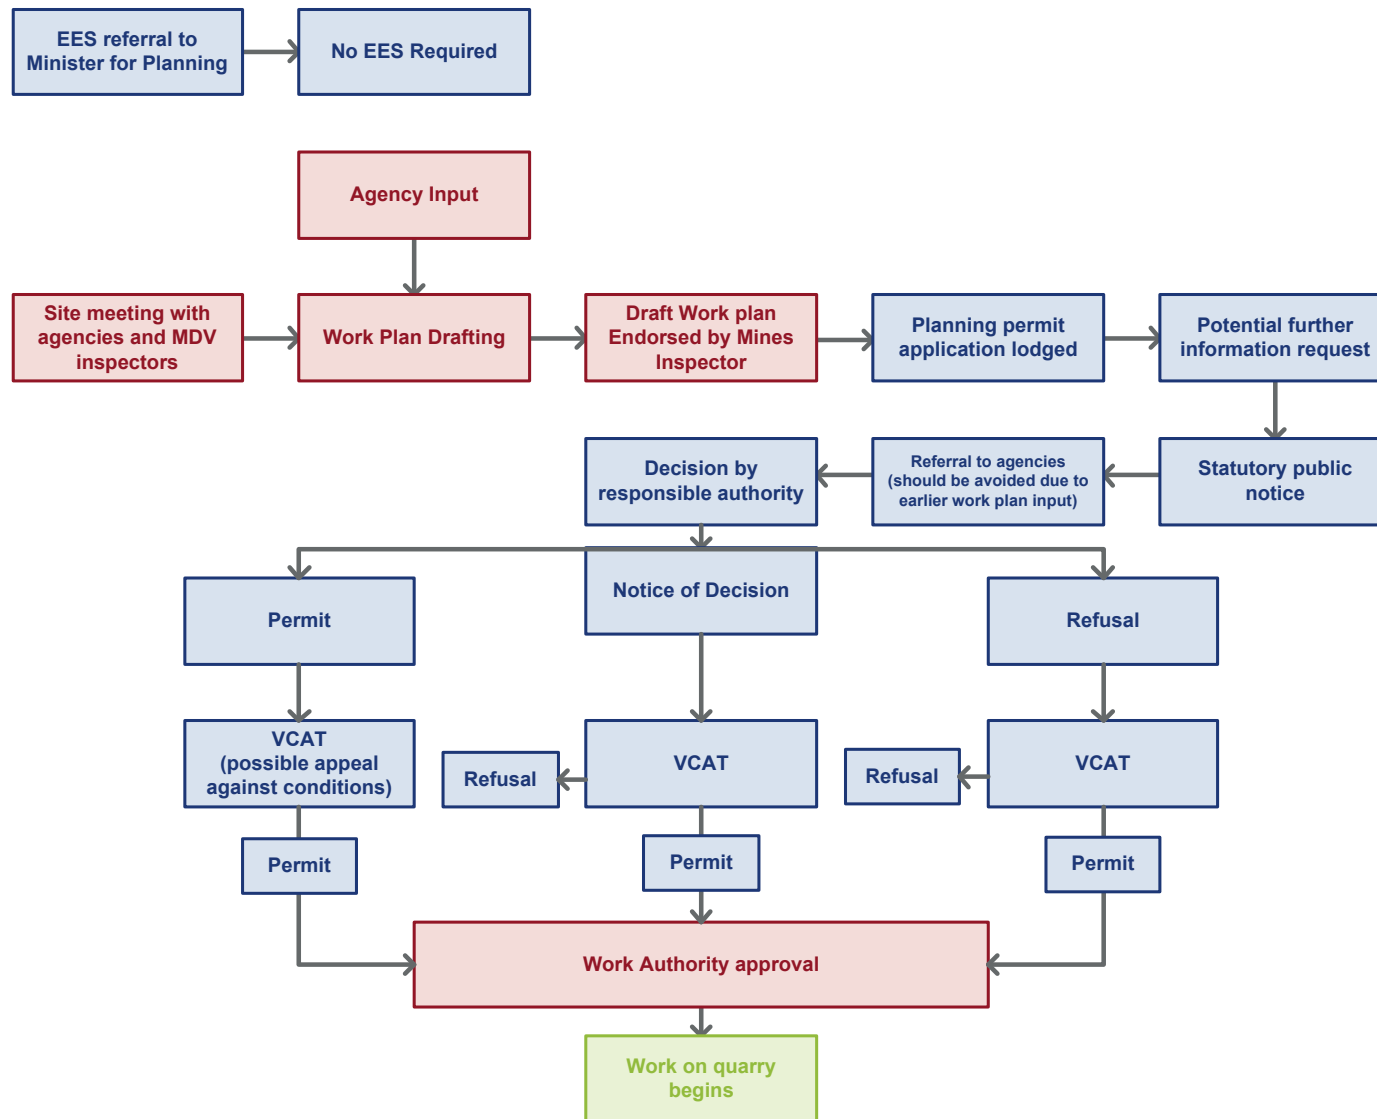 EES referral to
Minister for Planning
No EES Required
Agency Input
Site meeting with
agencies and MDV
inspectors
Work Plan Drafting
Draft Work plan
Endorsed by Mines
Inspector
Planning permit
application lodged
Potential further
information request
Decision by
responsible authority
Referral to agencies
(should be avoided due to
earlier work plan input)
Statutory public
notice
Permit
Notice of Decision
Refusal
VCAT
(possible appeal
against conditions)
Refusal
VCAT
Refusal
VCAT
Permit
Permit
Permit
Work Authority approval
Work on quarry
begins